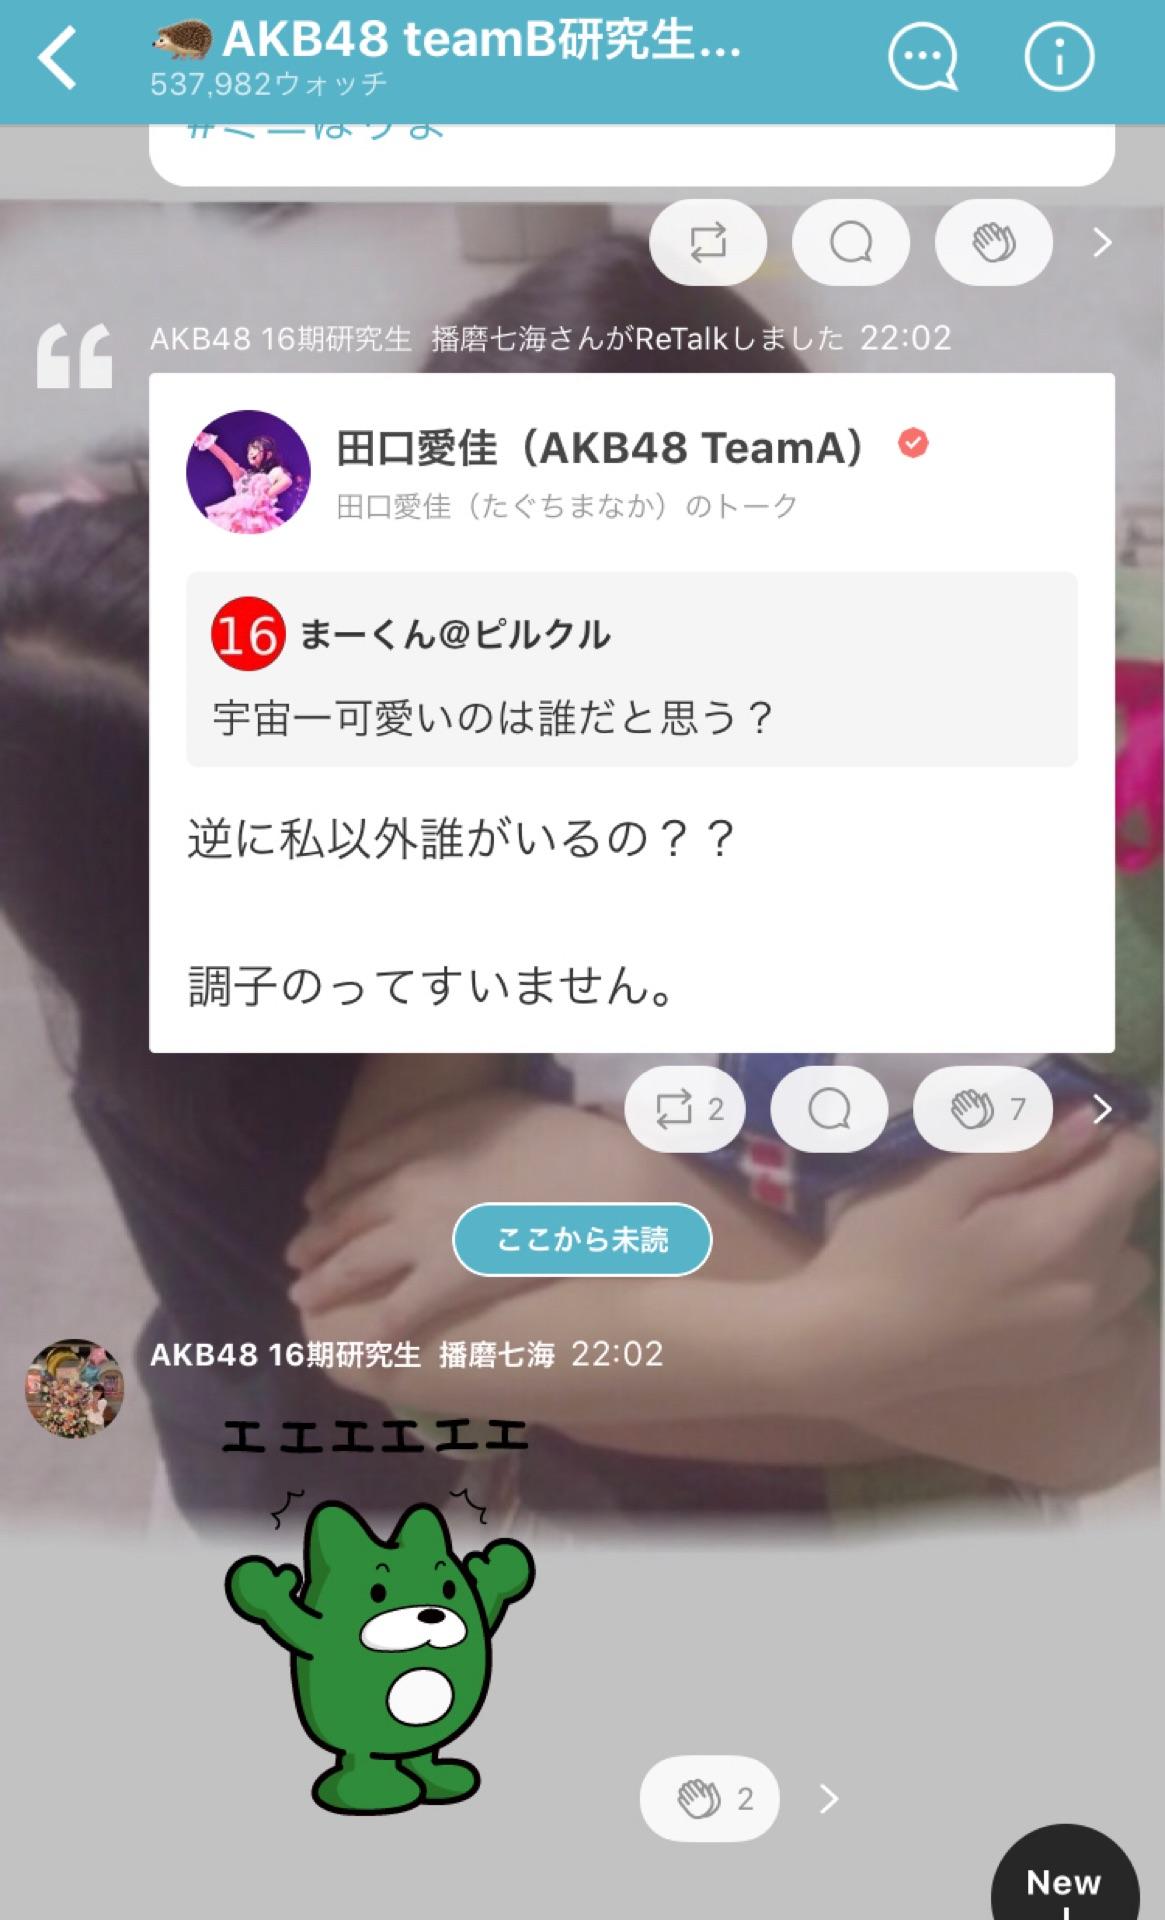 AKB48 teamB研究生...
537,982ウォッチ
#ミニはりま
AKB48 16期研究生 播磨七海さんがReTalkしました 22:02
田口愛佳（AKB48 TeamA）
田口愛佳（たぐちまなか）のトーク
16 まーくん@ピルクル
宇宙一可愛いのは誰だと思う？
逆に私以外誰がいるの？？
調子のってすいません。
2
7
ここから未読
AKB48 16期研究生 播磨七海 22:02
エエエエエエ
2
New